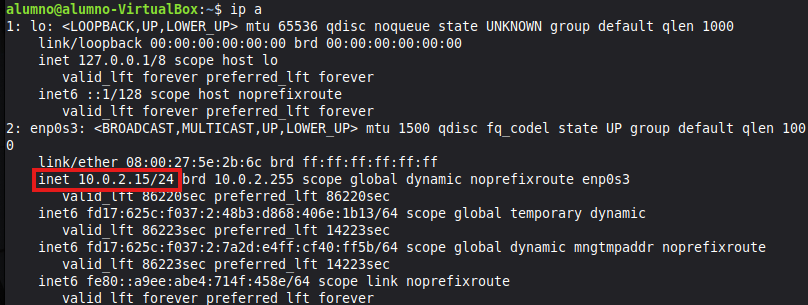 alumno@alumno-VirtualBox:~$ ip a
1: lo: <LOOPBACK,UP,LOWER_UP> mtu 65536 qdisc noqueue state UNKNOWN group default qlen 1000
    link/loopback 00:00:00:00:00:00 brd 00:00:00:00:00:00
    inet 127.0.0.1/8 scope host lo
       valid_lft forever preferred_lft forever
    inet6 ::1/128 scope host noprefixroute
       valid_lft forever preferred_lft forever
2: enp0s3: <BROADCAST,MULTICAST,UP,LOWER_UP> mtu 1500 qdisc fq_codel state UP group default qlen 100
0
    link/ether 08:00:27:5e:2b:6c brd ff:ff:ff:ff:ff:ff
    inet 10.0.2.15/24 brd 10.0.2.255 scope global dynamic noprefixroute enp0s3
       valid_lft 86220sec preferred_lft 86220sec
    inet6 fd17:625c:f037:2:48b3:d868:406e:1b13/64 scope global temporary dynamic
       valid_lft 86223sec preferred_lft 14223sec
    inet6 fd17:625c:f037:2:7a2d:e4ff:cf40:ff5b/64 scope global dynamic mngtmpaddr noprefixroute
       valid_lft 86223sec preferred_lft 14223sec
    inet6 fe80::a9ee:abe4:714f:458e/64 scope link noprefixroute
       valid_lft forever preferred_lft forever